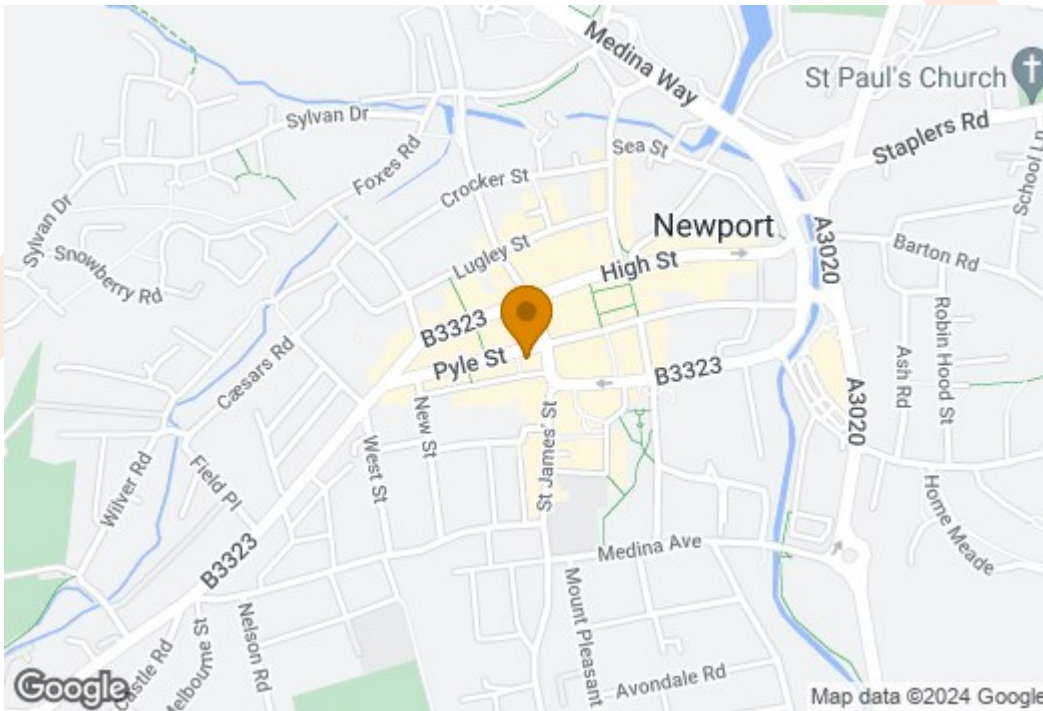 Medina Way
St Paul's Church
Staplers Rd
School Ln
Sylvan Dr
Foxes Rd
Sea St
Crocker St
Sylvan Dr
Snowberry Rd
Lugley St
Newport
High St
A3020
Barton Rd
B3323
Pyle St
B3323
Robin Hood St
Ash Rd
A3020
Cæsars Rd
New St
West St
St James' St
Wilver Rd
Field Pl
Home Meade
B3323
Medina Ave
Mount Pleasant
Nelson Rd
Melbourne St
Castle Rd
Avondale Rd
Google
Map data ©2024 Google